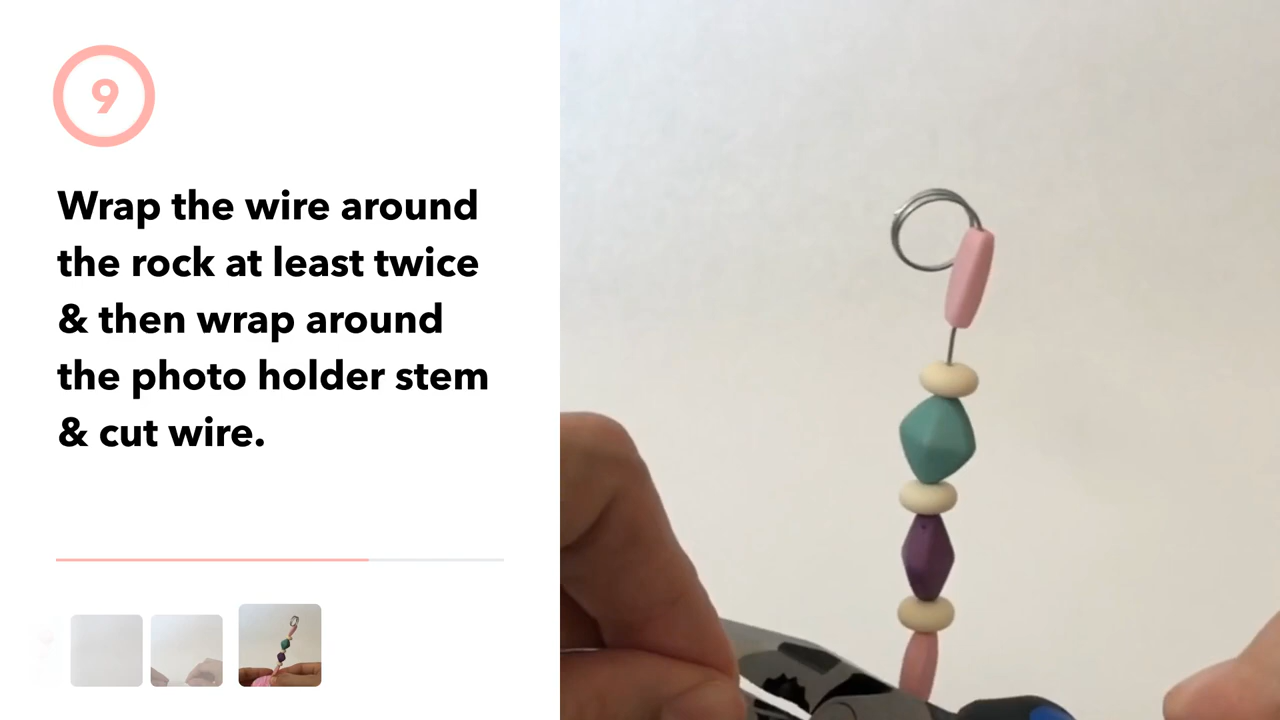 9
Wrap the wire around
the rock at least twice
& then wrap around
the photo holder stem
& cut wire.